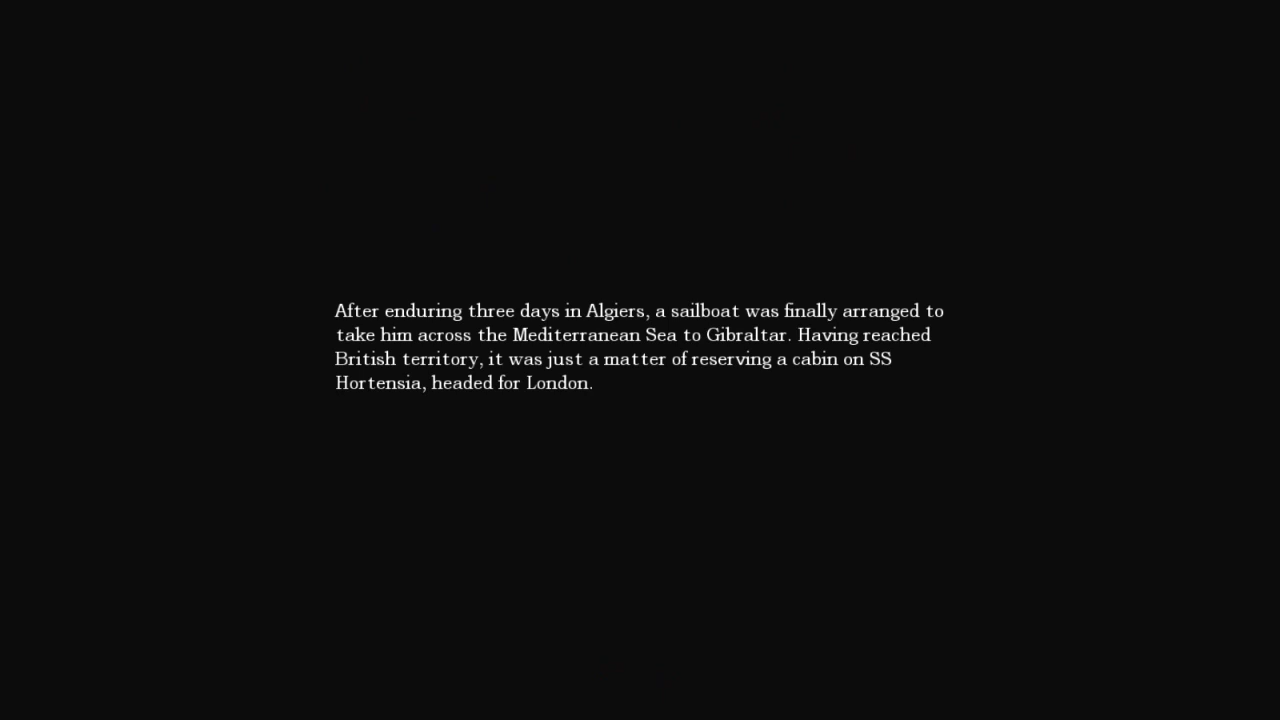 After enduring three days in Algiers, a sailboat was finally arranged to
take him across the Mediterranean Sea to Gibraltar. Having reached
British territory, it was just a matter of reserving a cabin on SS
Hortensia, headed for London.